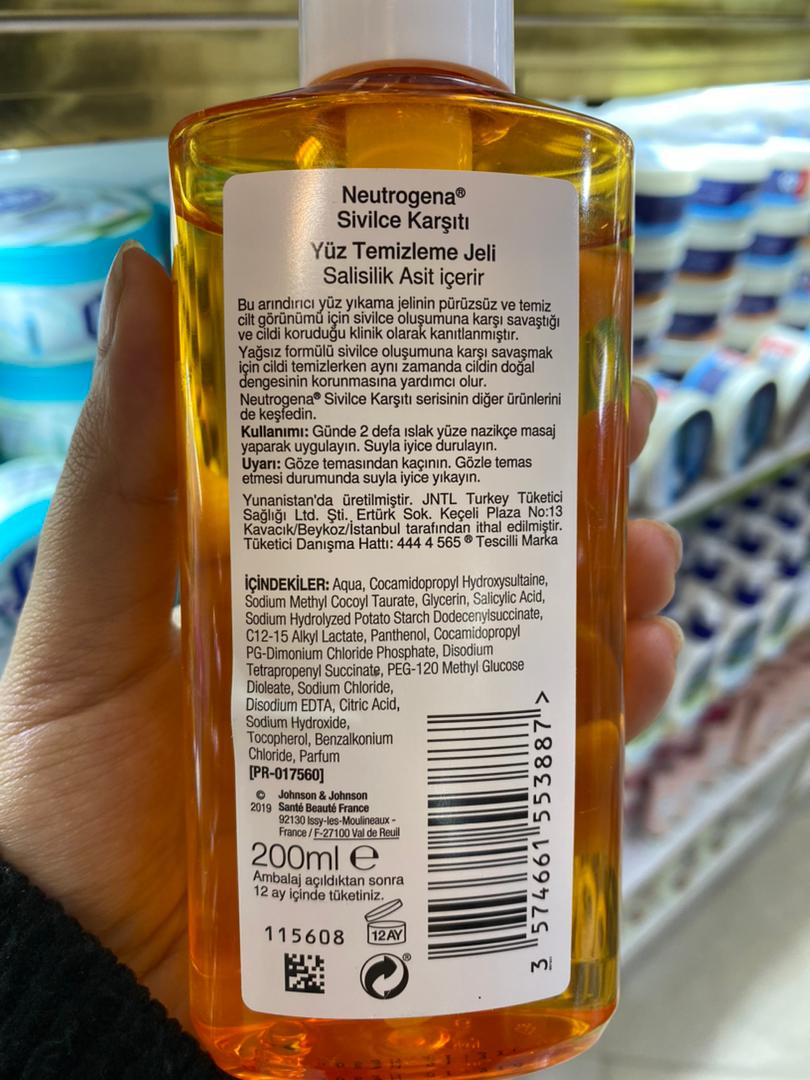 Neutrogena®
Sivilce Karşıtı
Yüz Temizleme Jeli
Salisilik Asit içerir
Bu arındırıcı yüz yıkama jelinin pürüzsüz ve temiz
cilt görünümü için sivilce oluşumuna karşı savaştığı
ve cildi koruduğu klinik olarak kanıtlanmıştır.
Yağsız formülü sivilce oluşumuna karşı savaşmak
için cildi temizlerken aynı zamanda cildin doğal
dengesinin korunmasına yardımcı olur.
Neutrogena® Sivilce Karşıtı serisinin diğer ürünlerini
de keşfedin.
Kullanımı: Günde 2 defa ıslak yüze nazikçe masaj
yaparak uygulayın. Suyla iyice durulayın.
Uyarı: Göze temasından kaçının. Gözle temas
etmesi durumunda suyla iyice yıkayın.
Yunanistan'da üretilmiştir. JNTL Turkey Tüketici
Sağlığı Ltd. Şti. Ertürk Sok. Keçeli Plaza No:13
Kavacık/Beykoz/İstanbul tarafından ithal edilmiştir.
Tüketici Danışma Hattı: 444 4 565 ® Tescilli Marka
İÇİNDEKİLER: Aqua, Cocamidopropyl Hydroxysultaine,
Sodium Methyl Cocoyl Taurate, Glycerin, Salicylic Acid,
Sodium Hydrolyzed Potato Starch Dodecenylsuccinate,
C12-15 Alkyl Lactate, Panthenol, Cocamidopropyl
PG-Dimonium Chloride Phosphate, Disodium
Tetrapropenyl Succinate, PEG-120 Methyl Glucose
Dioleate, Sodium Chloride,
Disodium EDTA, Citric Acid,
Sodium Hydroxide,
Tocopherol, Benzalkonium
Chloride, Parfum
[PR-017560]
© Johnson & Johnson
2019 Santé Beauté France
92130 Issy-les-Moulineaux -
France / F-27100 Val de Reuil
200ml e
Ambalaj açıldıktan sonra
12 ay içinde tüketiniz.
115608
12AY
®
3 574661 553887 >